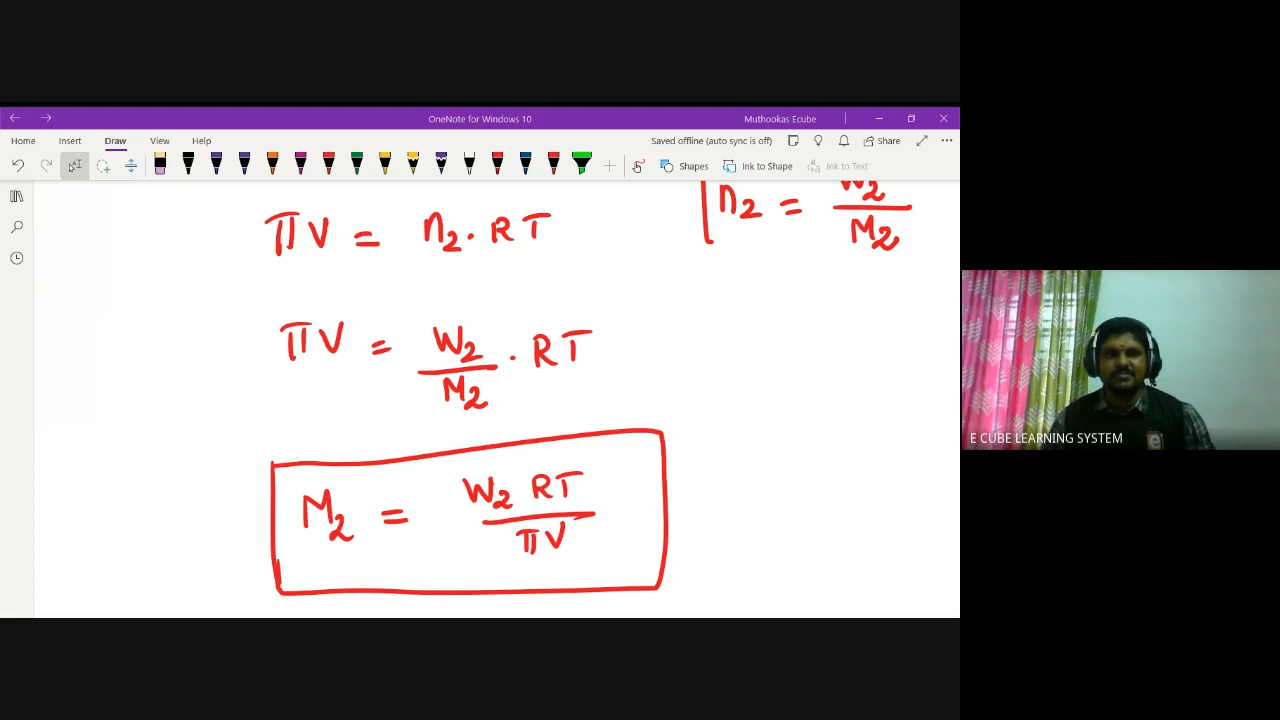 OneNote for Windows 10
Muthookas Ecube
Home Insert Draw View Help
Saved offline (auto sync is off)
Share
Shapes
Ink to Shape
Ink to Text
n₂ = W₂/M₂
πV = n₂ · RT
πV = W₂/M₂ · RT
M₂ = W₂ RT/πV
E CUBE LEARNING SYSTEM